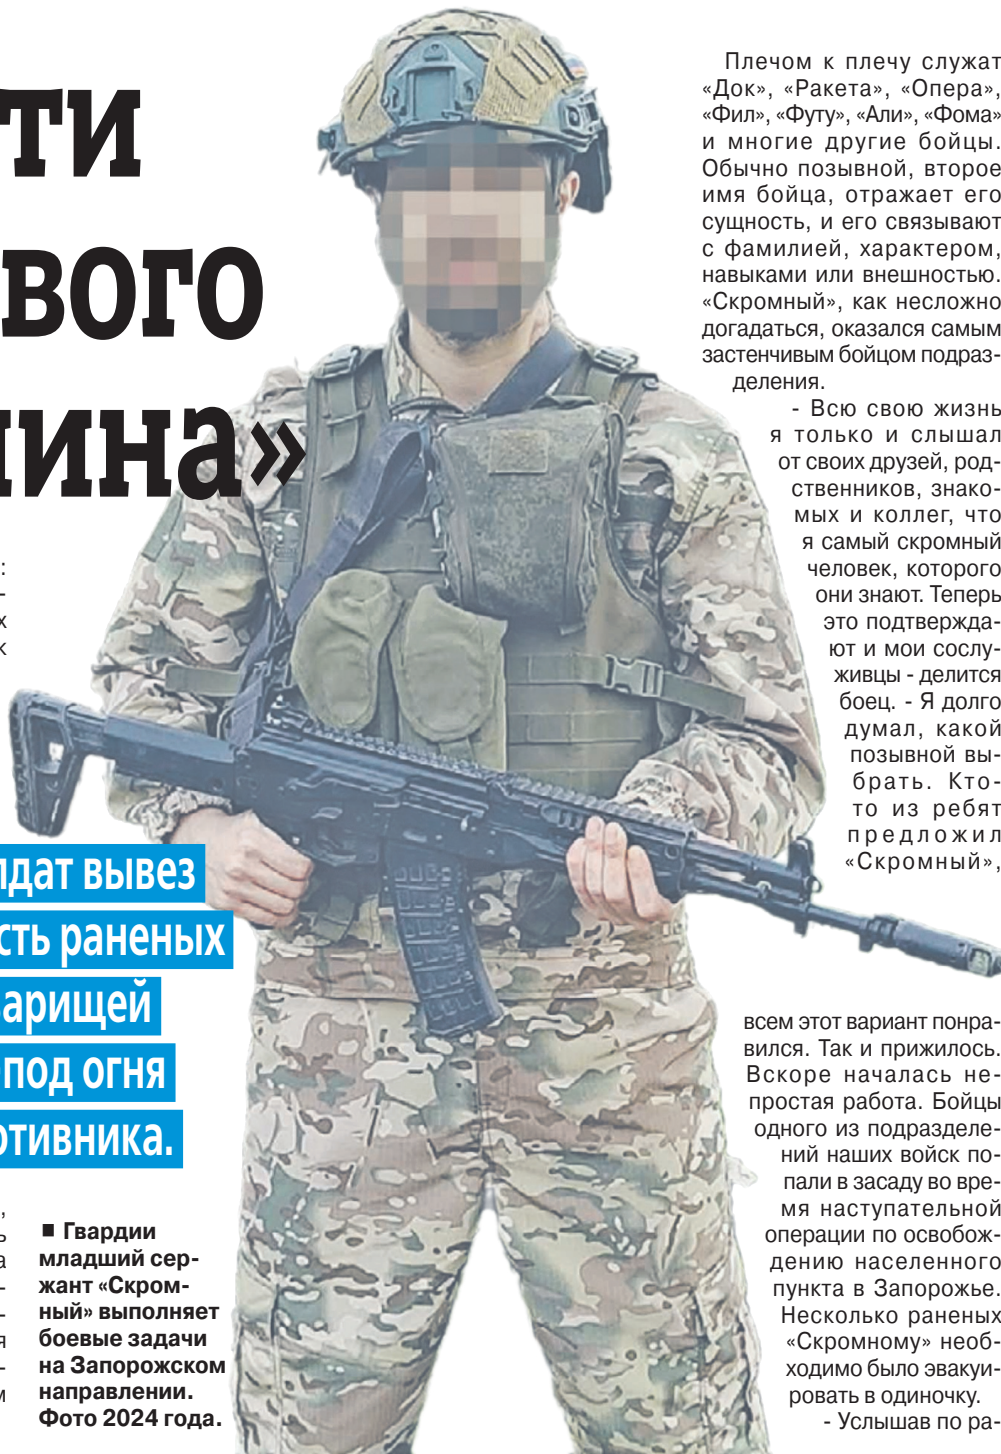 ти
вого
ина»
:
-
х
к
лдат вывез
сть раненых
варищей
-под огня
отивника.
,
ь
а
-
-
я
-
м
■ Гвардии
младший сер-
жант «Скром-
ный» выполняет
боевые задачи
на Запорожском
направлении.
Фото 2024 года.
Плечом к плечу служат
«Док», «Ракета», «Опера»,
«Фил», «Футу», «Али», «Фома»
и многие другие бойцы.
Обычно позывной, второе
имя бойца, отражает его
сущность, и его связывают
с фамилией, характером,
навыками или внешностью.
«Скромный», как несложно
догадаться, оказался самым
застенчивым бойцом подраз-
деления.
- Всю свою жизнь
я только и слышал
от своих друзей, род-
ственников, знако-
мых и коллег, что
я самый скромный
человек, которого
они знают. Теперь
это подтвержда-
ют и мои сослу-
живцы - делится
боец. - Я долго
думал, какой
позывной вы-
брать. Кто-
то из ребят
предложил
«Скромный»,
всем этот вариант понра-
вился. Так и прижилось.
Вскоре началась не-
простая работа. Бойцы
одного из подразделе-
ний наших войск по-
пали в засаду во вре-
мя наступательной
операции по освобож-
дению населенного
пункта в Запорожье.
Несколько раненых
«Скромному» необ-
ходимо было эвакуи-
ровать в одиночку.
- Услышав по ра-